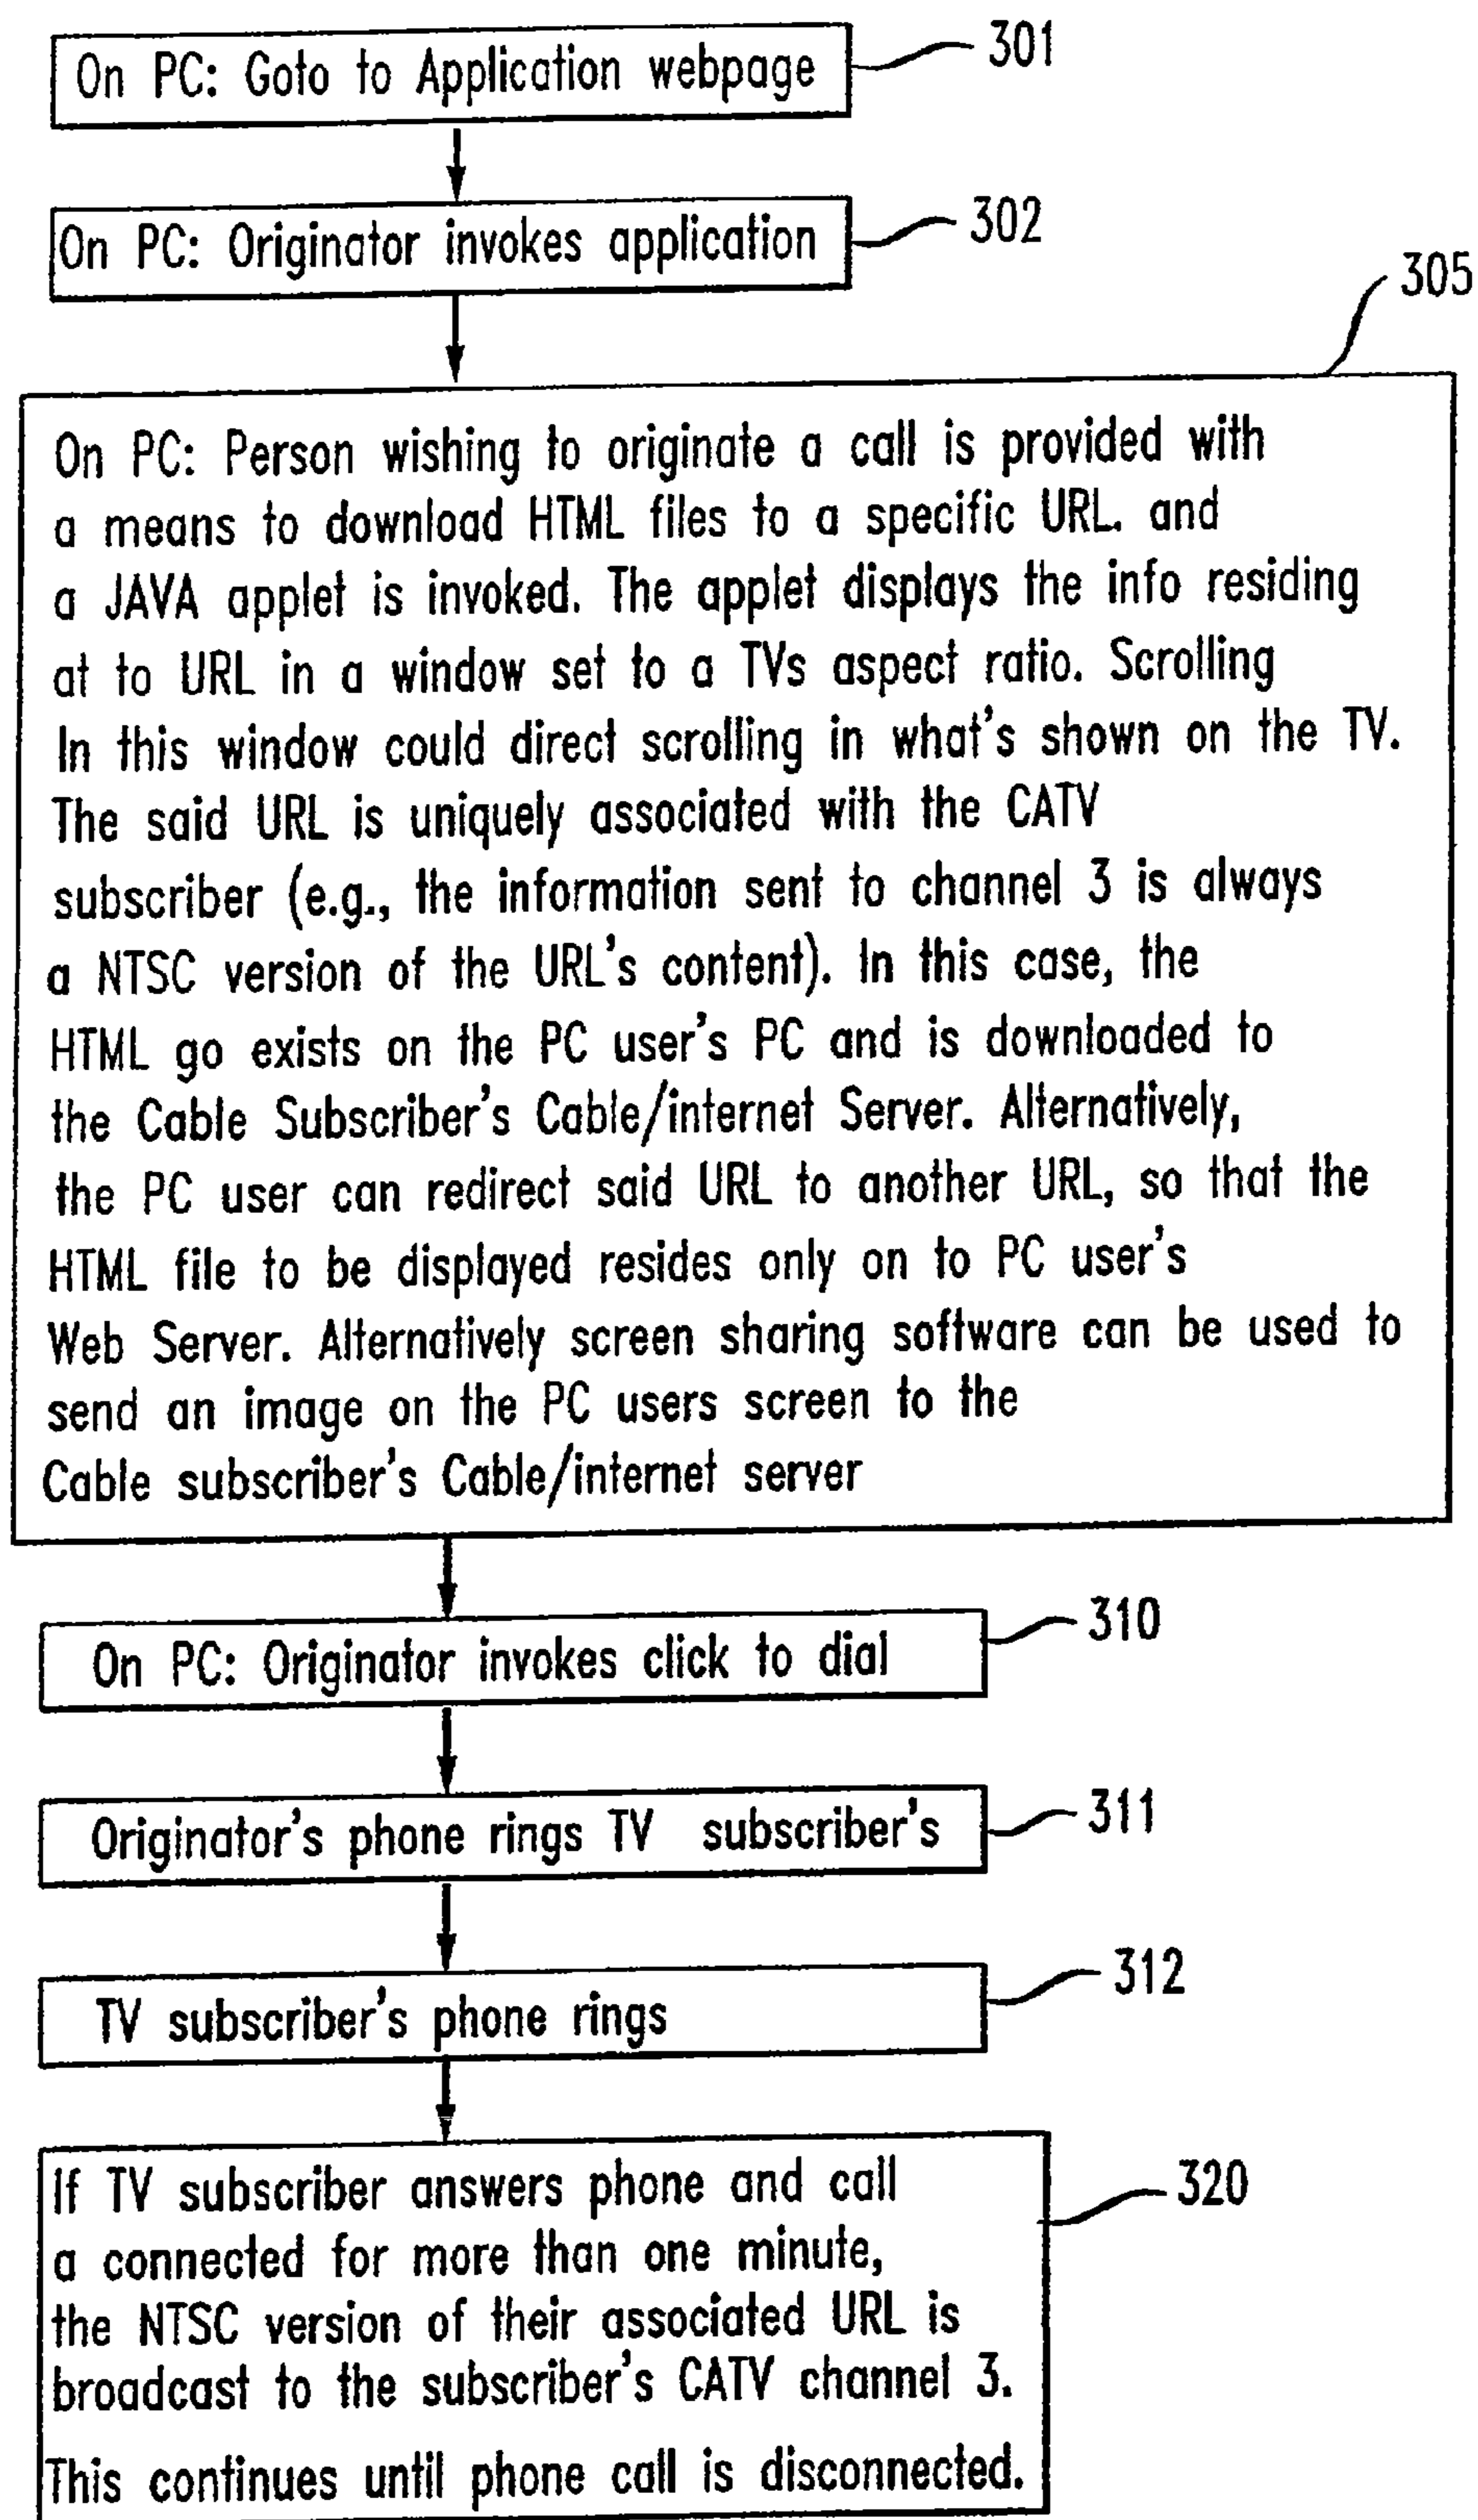 On PC: Goto to Application webpage
301
On PC: Originator invokes application
302
305
On PC: Person wishing to originate a call is provided with
a means to download HTML files to a specific URL. and
a JAVA applet is invoked. The applet displays the info residing
at to URL in a window set to a TVs aspect ratio. Scrolling
In this window could direct scrolling in what's shown on the TV.
The said URL is uniquely associated with the CATV
subscriber (e.g., the information sent to channel 3 is always
a NTSC version of the URL's content). In this case, the
HTML go exists on the PC user's PC and is downloaded to
the Cable Subscriber's Cable/internet Server. Alternatively,
the PC user can redirect said URL to another URL, so that the
HTML file to be displayed resides only on to PC user's
Web Server. Alternatively screen sharing software can be used to
send an image on the PC users screen to the
Cable subscriber's Cable/internet server
On PC: Originator invokes click to dial
310
Originator's phone rings TV subscriber's
311
TV subscriber's phone rings
312
If TV subscriber answers phone and call
a connected for more than one minute,
the NTSC version of their associated URL is
broadcast to the subscriber's CATV channel 3.
This continues until phone call is disconnected.
320